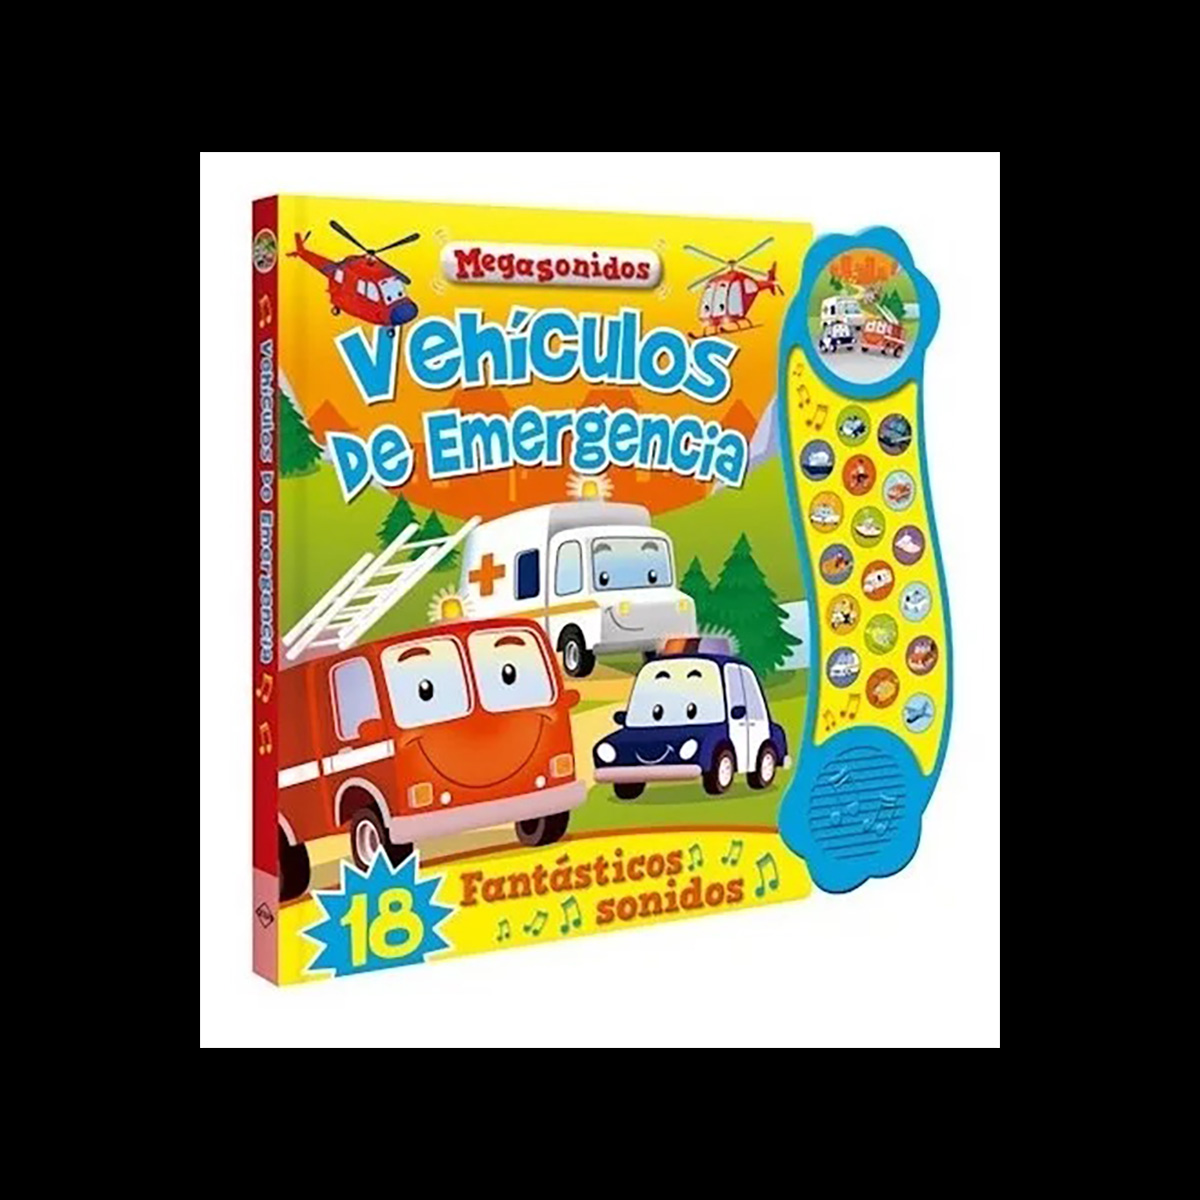 Megasonidos
Vehículos
De Emergencia
Vehículos De Emergencia
18
Fantásticos
sonidos